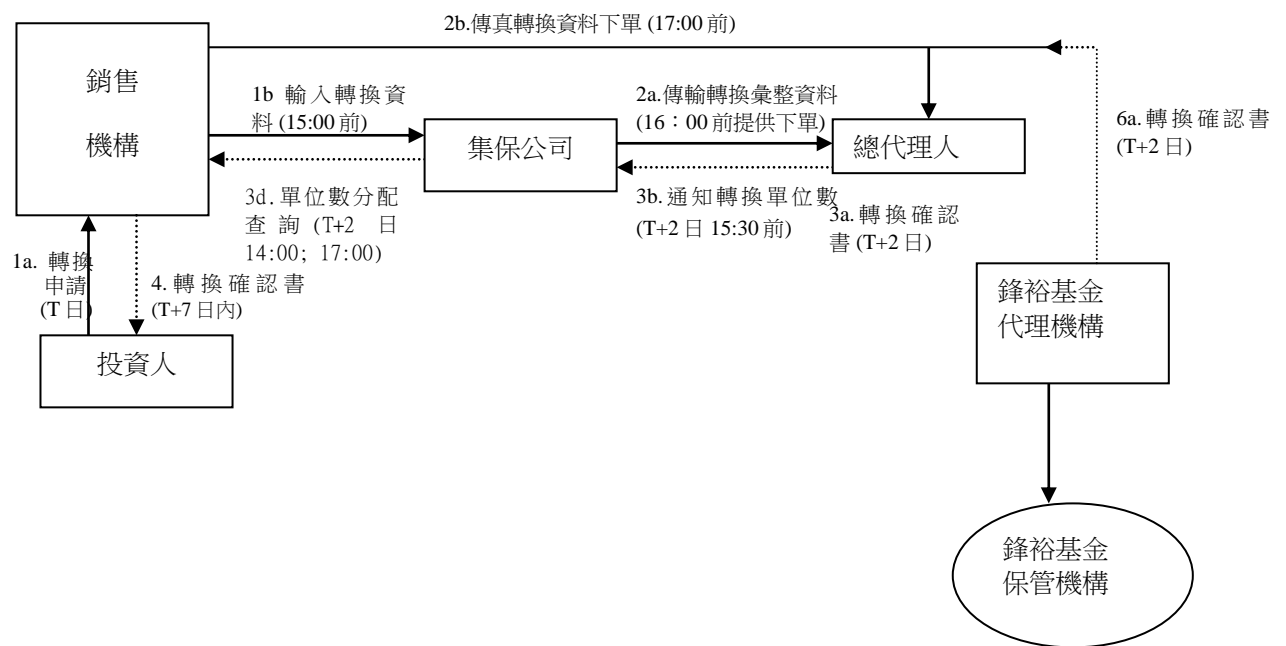 2b.傳真轉換資料下單 (17:00 前)
銷售
機構
1b 輸入轉換資
料 (15:00 前)
2a.傳輸轉換彙整資料
(16：00 前提供下單)
6a. 轉換確認書
(T+2 日)
集保公司
總代理人
3d. 單位數分配
查詢 (T+2 日
14:00; 17:00)
3b.通知轉換單位數
(T+2 日 15:30 前)
3a. 轉換確認
書 (T+2 日)
1a. 轉換
申請
(T 日)
4. 轉換確認書
(T+7 日內)
投資人
鋒裕基金
代理機構
鋒裕基金
保管機構